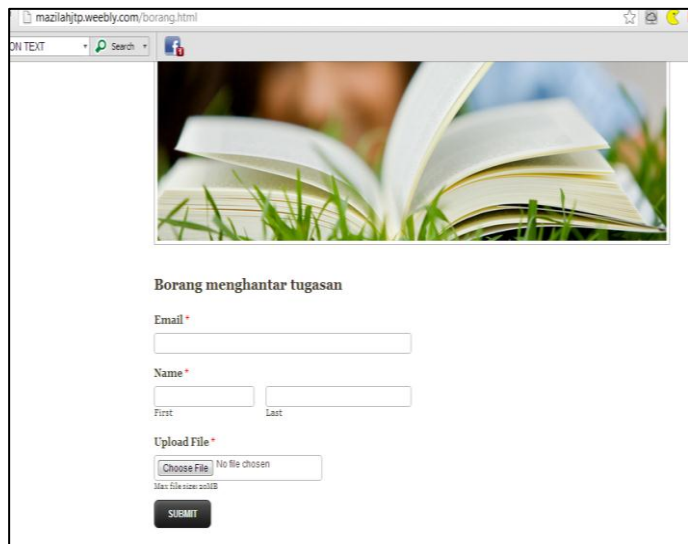 mazilahjtp.weebly.com/borang.html
ON TEXT Search
1
Borang menghantar tugasan
Email *
Name *
First Last
Upload File *
Choose File No file chosen
Max file size: 20MB
SUBMIT